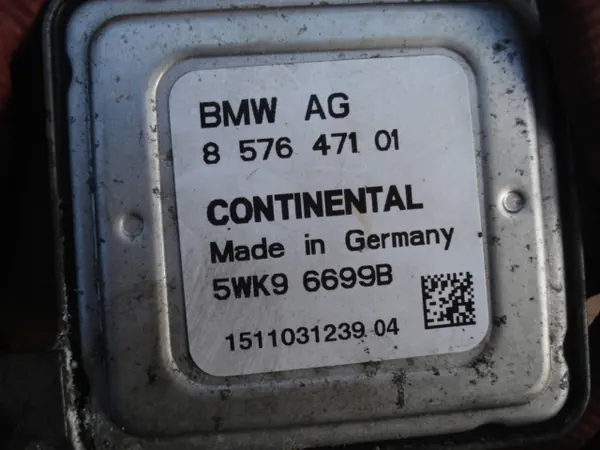 BMW AG
8 576 471 01
CONTINENTAL
Made in Germany
5WK9 6699B
1511031239 04